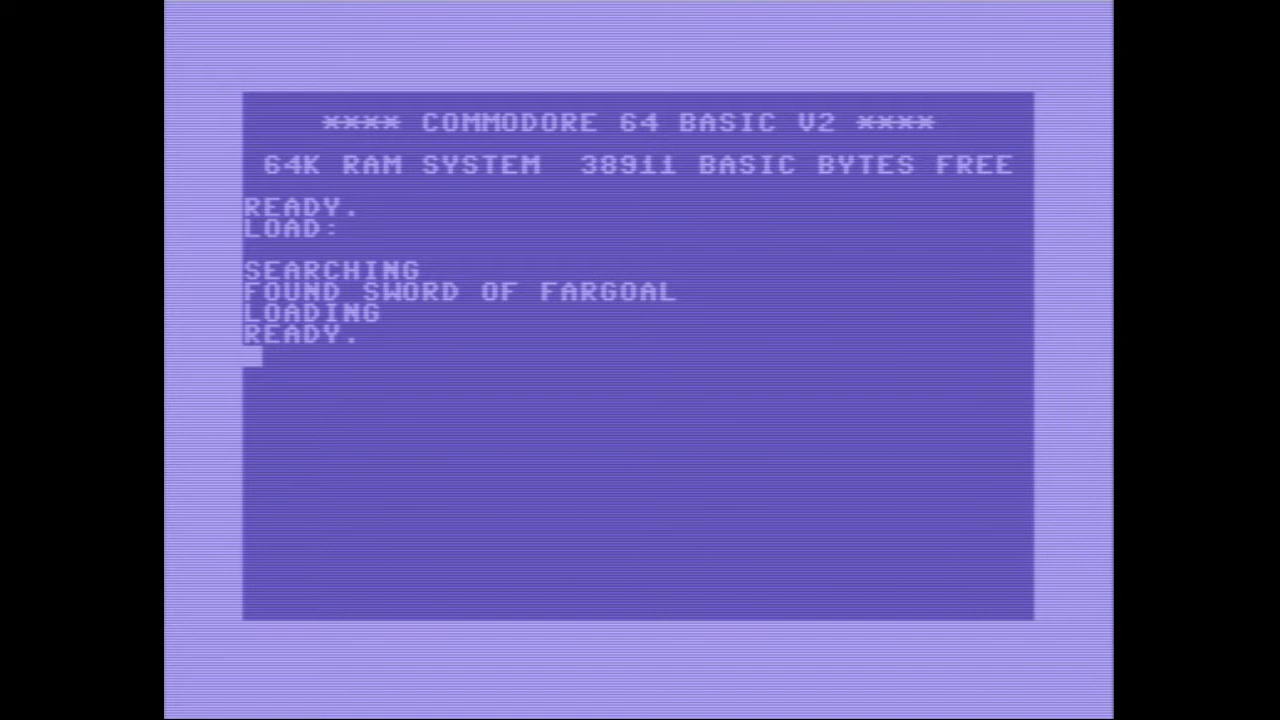 **** COMMODORE 64 BASIC V2 ****
64K RAM SYSTEM  38911 BASIC BYTES FREE
READY.
LOAD:
SEARCHING
FOUND SWORD OF FARGOAL
LOADING
READY.